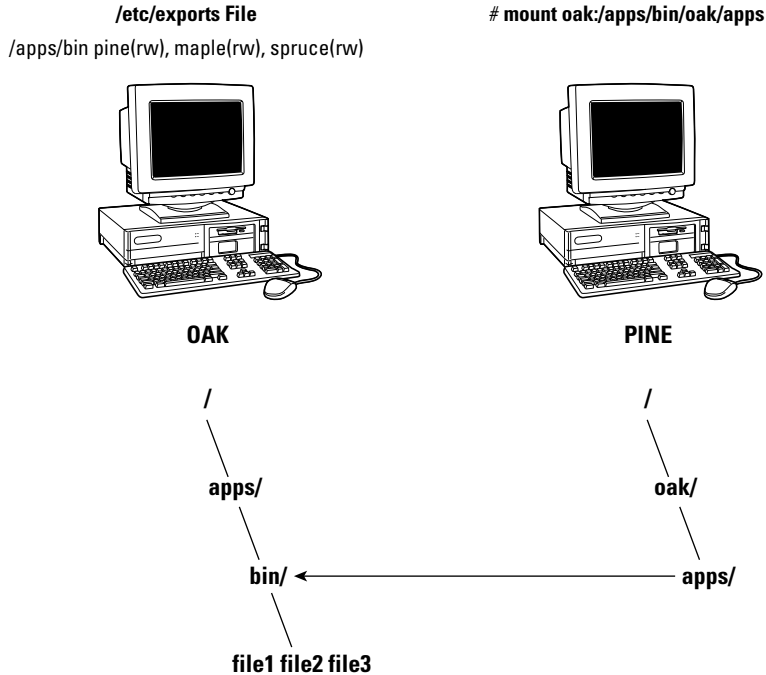 /etc/exports File
# mount oak:/apps/bin/oak/apps
/apps/bin pine(rw), maple(rw), spruce(rw)
OAK
PINE
/
/
apps/
oak/
bin/
apps/
file1 file2 file3